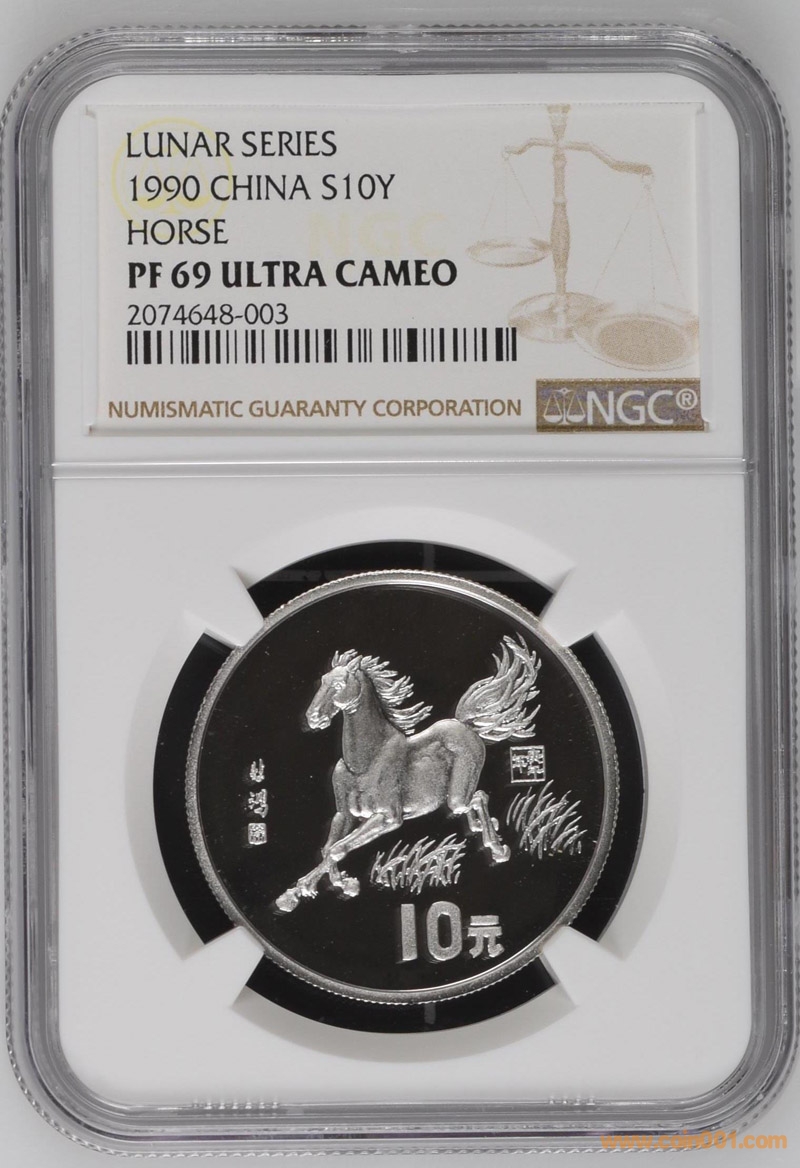 LUNAR SERIES
1990 CHINA S10Y
HORSE
PF 69 ULTRA CAMEO
2074648-003
NUMISMATIC GUARANTY CORPORATION
NGC®
NGC
10元
www.coin001.com